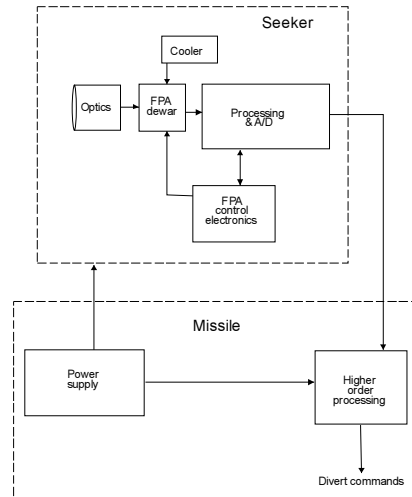 Seeker
Cooler
Optics
FPA
dewar
Processing
& A/D
FPA
control
electronics
Missile
Power
supply
Higher
order
processing
Divert commands